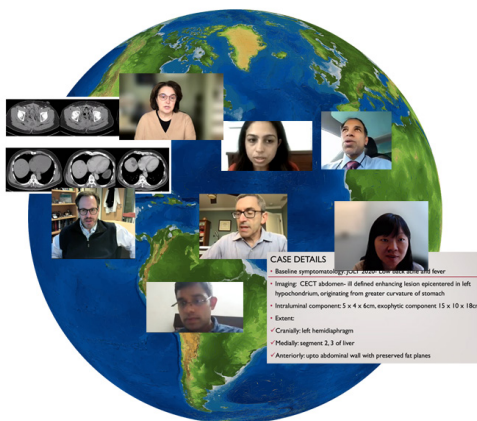 CASE DETAILS
• Baseline symptomatology: JULY 2020- Low back ache and fever
• Imaging: CECT abdomen- ill defined enhancing lesion epicentered in left
hypochondrium, originating from greater curvature of stomach
• Intraluminal component: 5 x 4 x 6cm, exophytic component 15 x 10 x 18cm
• Extent:
✓Cranially: left hemidiaphragm
✓Medially: segment 2, 3 of liver
✓Anteriorly: upto abdominal wall with preserved fat planes